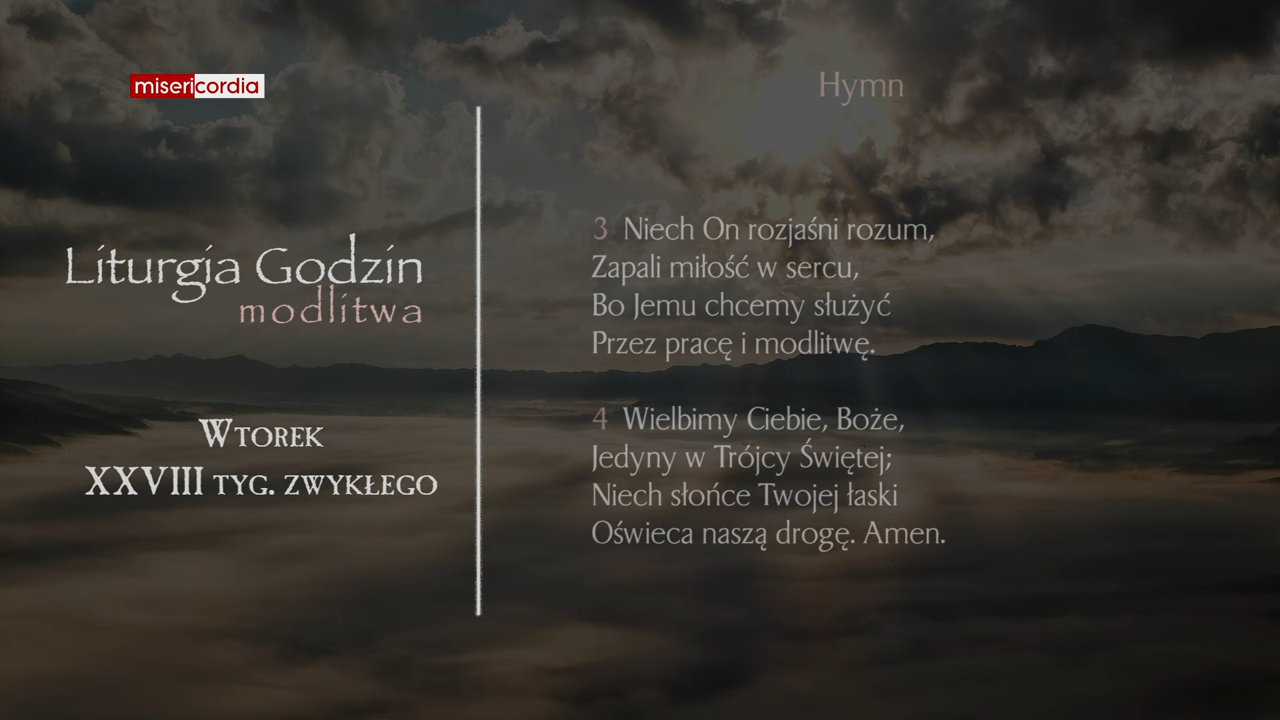 misericordia
Liturgia Godzin
modlitwa
Wtorek
XXVIII tyg. zwykłego
Hymn
3 Niech On rozjaśni rozum,
Zapali miłość w sercu,
Bo Jemu chcemy służyć
Przez pracę i modlitwę.
4 Wielbimy Ciebie, Boże,
Jedyny w Trójcy Świętej;
Niech słońce Twojej łaski
Oświeca naszą drogę. Amen.